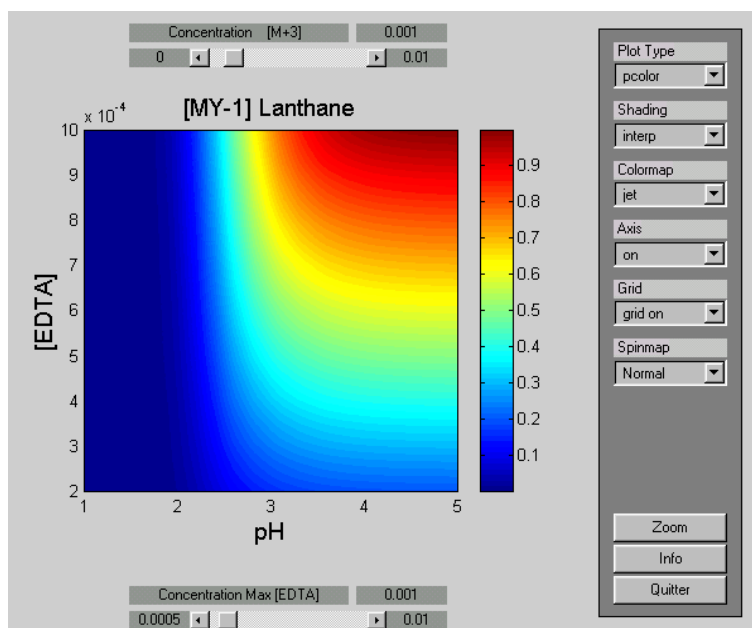 Concentration [M+3] 0.001
0 0.01
[MY-1] Lanthane
x 10-4
10
9
8
7
6
5
4
3
2
[EDTA]
1 2 3 4 5
pH
0.9
0.8
0.7
0.6
0.5
0.4
0.3
0.2
0.1
Concentration Max [EDTA] 0.001
0.0005 0.01
Plot Type
pcolor
Shading
interp
Colormap
jet
Axis
on
Grid
grid on
Spinmap
Normal
Zoom
Info
Quitter